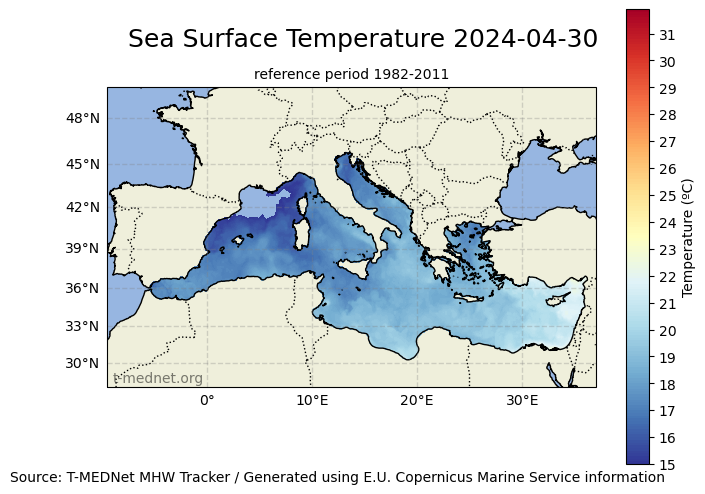 Sea Surface Temperature 2024-04-30
reference period 1982-2011
48°N
45°N
42°N
39°N
36°N
33°N
30°N
0°
10°E
20°E
30°E
t-mednet.org
31
30
29
28
27
26
25
24
23
22
21
20
19
18
17
16
15
Temperature (ºC)
Source: T-MEDNet MHW Tracker / Generated using E.U. Copernicus Marine Service information